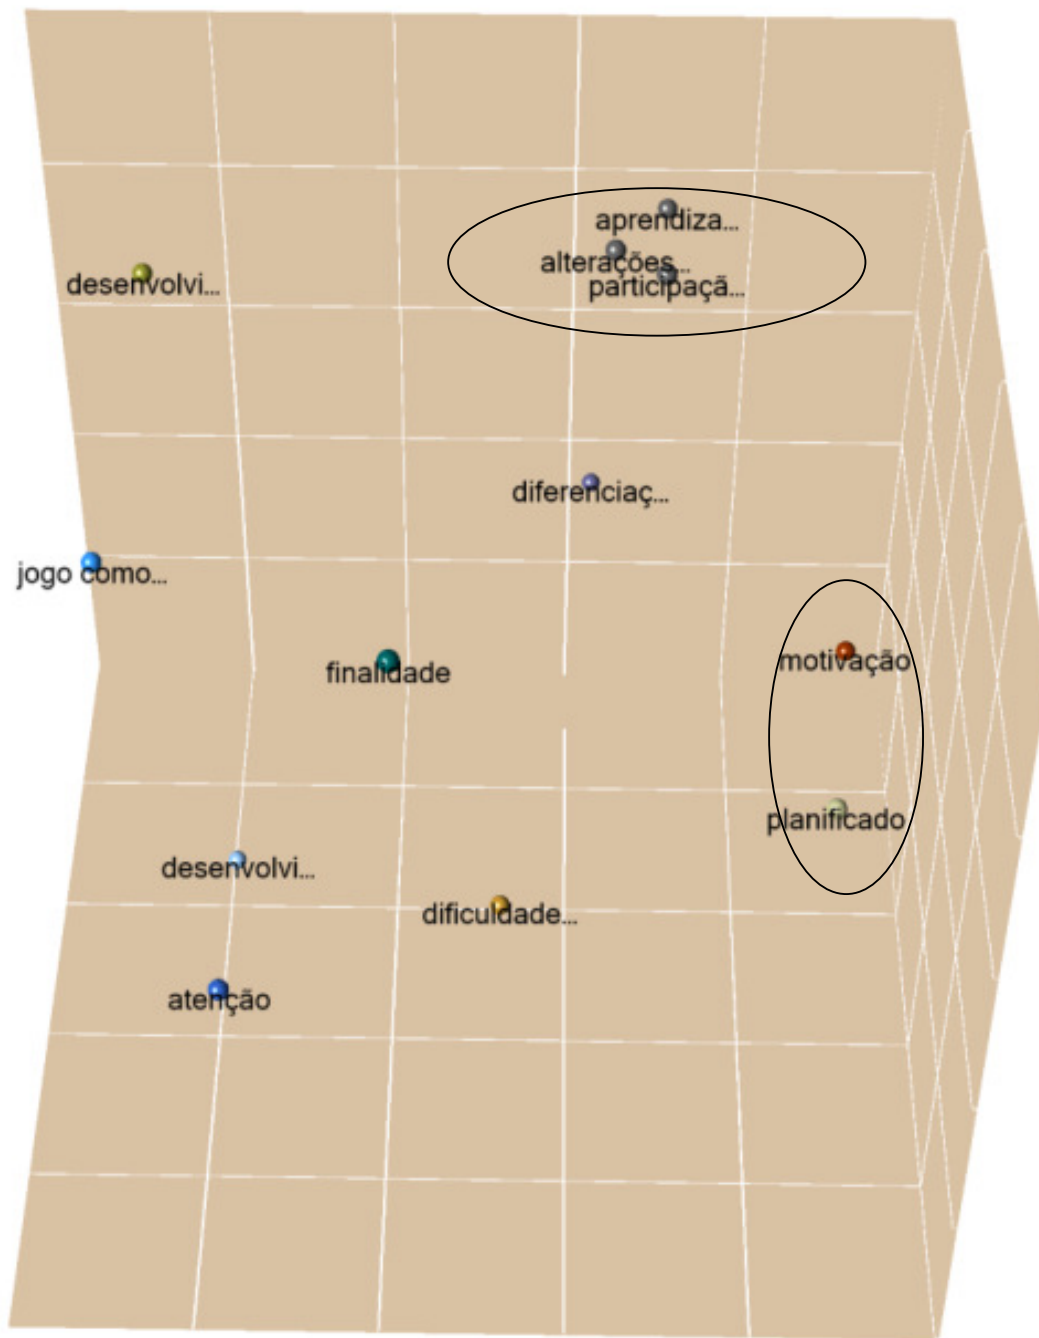 aprendiza...
alterações...
desenvolvi...
participaçã...
diferenciaç...
jogo como...
motivação
finalidade
planificado
desenvolvi...
dificuldade...
atenção